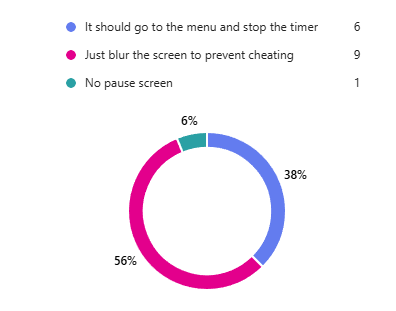 It should go to the menu and stop the timer 6
Just blur the screen to prevent cheating 9
No pause screen 1
6%
38%
56%